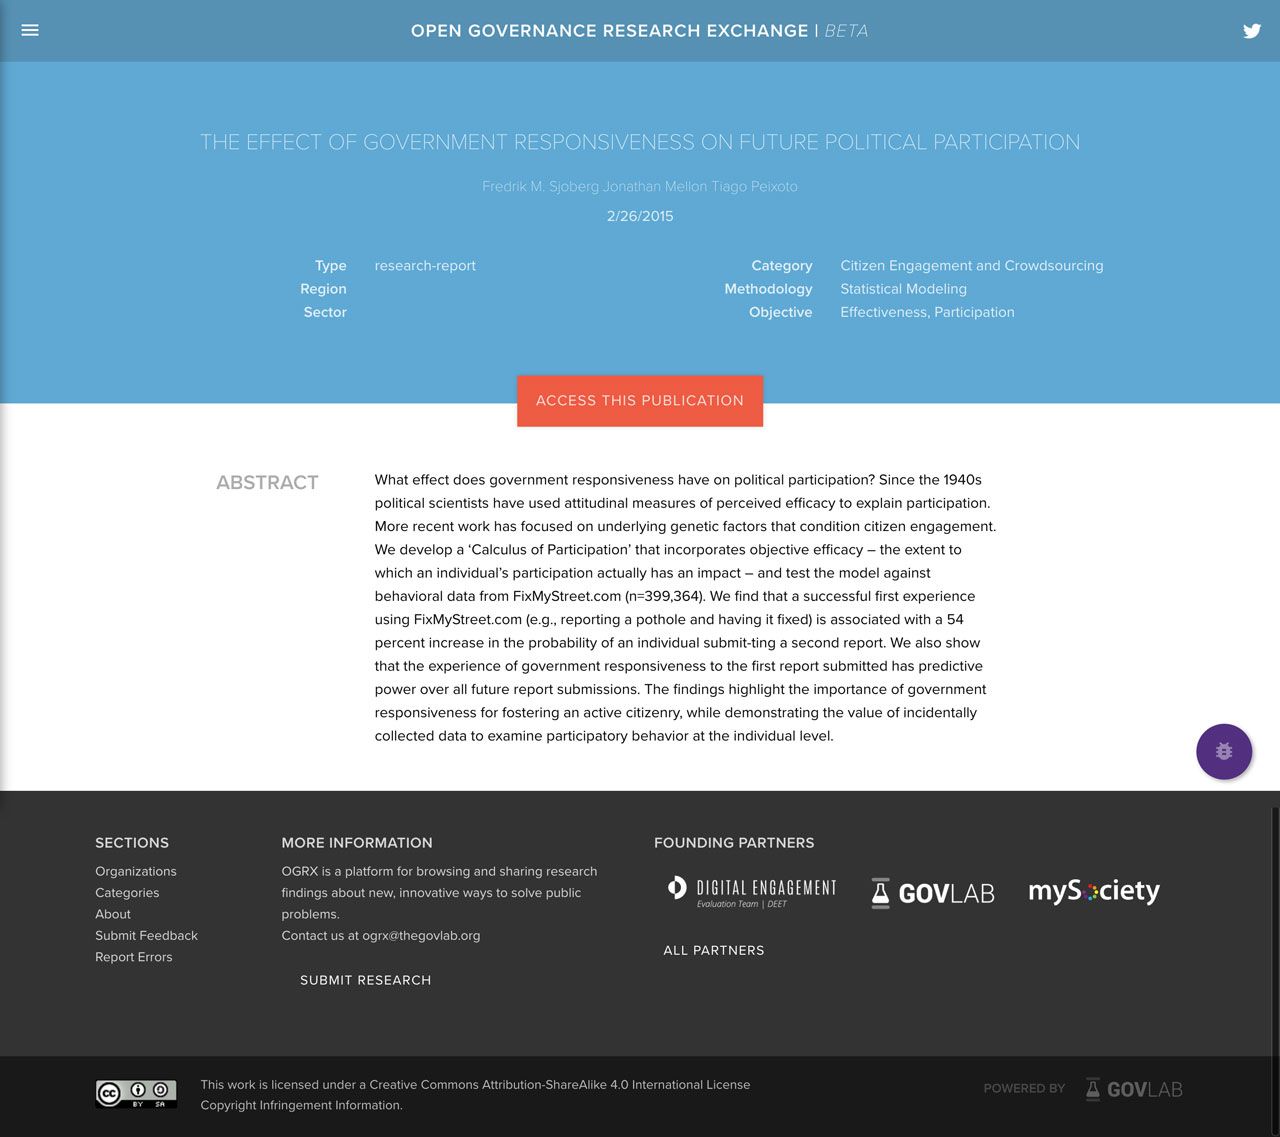 OPEN GOVERNANCE RESEARCH EXCHANGE | BETA
THE EFFECT OF GOVERNMENT RESPONSIVENESS ON FUTURE POLITICAL PARTICIPATION
Fredrik M. Sjoberg Jonathan Mellon Tiago Peixoto
2/26/2015
Type research-report
Region
Sector
Category Citizen Engagement and Crowdsourcing
Methodology Statistical Modeling
Objective Effectiveness, Participation
ACCESS THIS PUBLICATION
ABSTRACT
What effect does government responsiveness have on political participation? Since the 1940s
political scientists have used attitudinal measures of perceived efficacy to explain participation.
More recent work has focused on underlying genetic factors that condition citizen engagement.
We develop a ‘Calculus of Participation’ that incorporates objective efficacy – the extent to
which an individual’s participation actually has an impact – and test the model against
behavioral data from FixMyStreet.com (n=399,364). We find that a successful first experience
using FixMyStreet.com (e.g., reporting a pothole and having it fixed) is associated with a 54
percent increase in the probability of an individual submit-ting a second report. We also show
that the experience of government responsiveness to the first report submitted has predictive
power over all future report submissions. The findings highlight the importance of government
responsiveness for fostering an active citizenry, while demonstrating the value of incidentally
collected data to examine participatory behavior at the individual level.
SECTIONS
Organizations
Categories
About
Submit Feedback
Report Errors
MORE INFORMATION
OGRX is a platform for browsing and sharing research
findings about new, innovative ways to solve public
problems.
Contact us at ogrx@thegovlab.org
SUBMIT RESEARCH
FOUNDING PARTNERS
DIGITAL ENGAGEMENT
Evaluation Team | DEET
GOVLAB
mySociety
ALL PARTNERS
cc BY SA
This work is licensed under a Creative Commons Attribution-ShareAlike 4.0 International License
Copyright Infringement Information.
POWERED BY GOVLAB